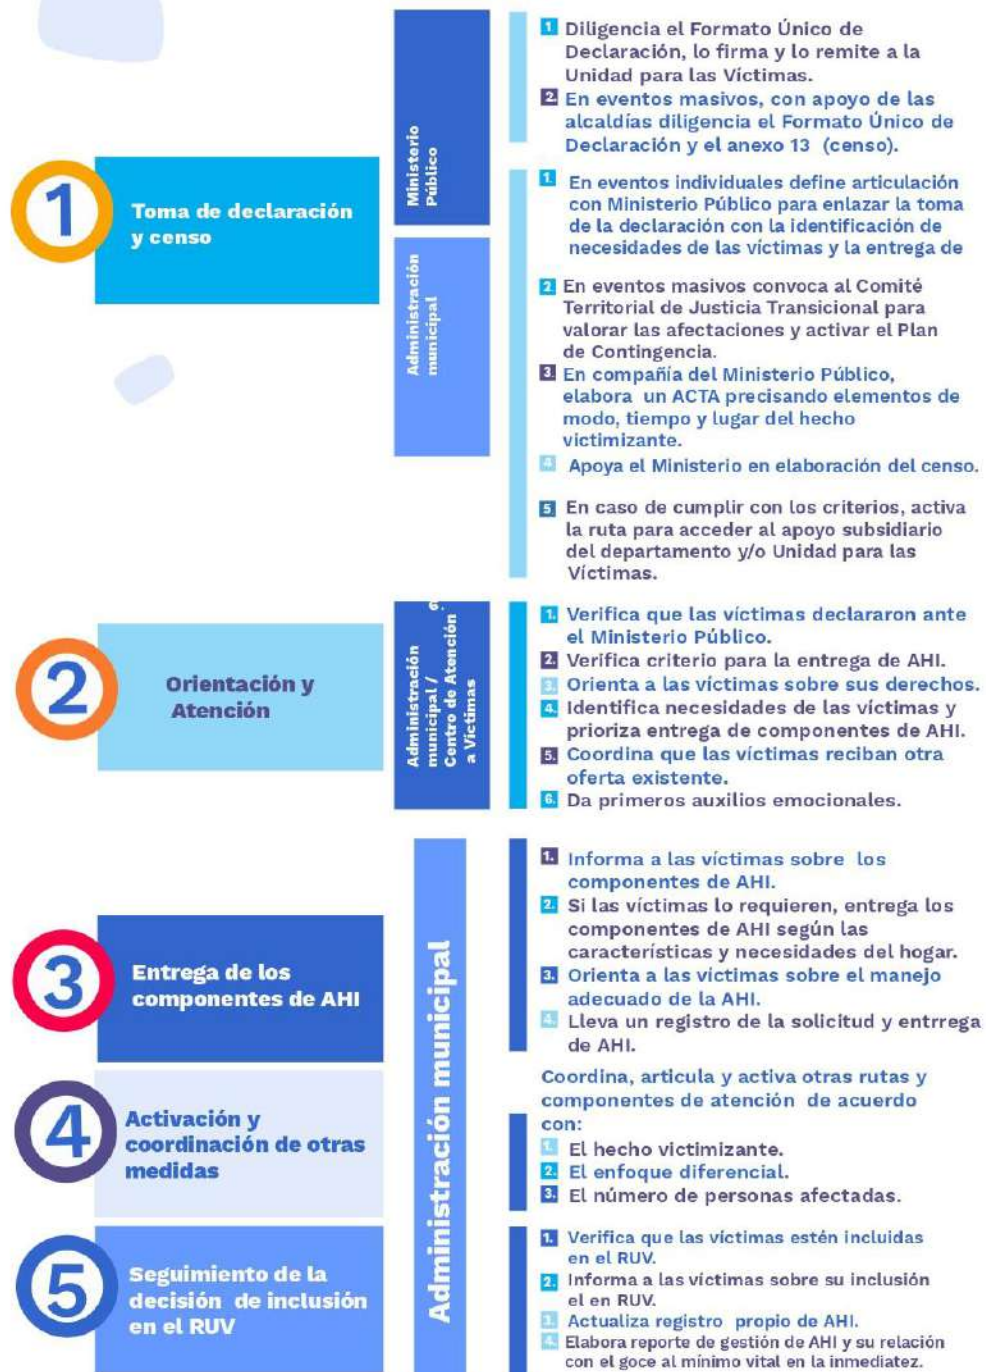 1
Toma de declaración
y censo
Ministerio
Público
1. Diligencia el Formato Único de
Declaración, lo firma y lo remite a la
Unidad para las Víctimas.
2. En eventos masivos, con apoyo de las
alcaldías diligencia el Formato Único de
Declaración y el anexo 13 (censo).
Administración
municipal
1. En eventos individuales define articulación
con Ministerio Público para enlazar la toma
de la declaración con la identificación de
necesidades de las víctimas y la entrega de
2. En eventos masivos convoca al Comité
Territorial de Justicia Transicional para
valorar las afectaciones y activar el Plan
de Contingencia.
3. En compañía del Ministerio Público,
elabora un ACTA precisando elementos de
modo, tiempo y lugar del hecho
victimizante.
4 Apoya el Ministerio en elaboración del censo.
5 En caso de cumplir con los criterios, activa
la ruta para acceder al apoyo subsidiario
del departamento y/o Unidad para las
Víctimas.
2
Orientación y
Atención
Administración
municipal /
Centro de Atención
a Victimas
1. Verifica que las víctimas declararon ante
el Ministerio Público.
2. Verifica criterio para la entrega de AHI.
3. Orienta a las víctimas sobre sus derechos.
4. Identifica necesidades de las víctimas y
prioriza entrega de componentes de AHI.
5. Coordina que las víctimas reciban otra
oferta existente.
6. Da primeros auxilios emocionales.
3
Entrega de los
componentes de AHI
Administración municipal
1. Informa a las víctimas sobre los
componentes de AHI.
2. Si las víctimas lo requieren, entrega los
componentes de AHI según las
características y necesidades del hogar.
3. Orienta a las víctimas sobre el manejo
adecuado de la AHI.
4. Lleva un registro de la solicitud y entrrega
de AHI.
4
Activación y
coordinación de otras
medidas
Coordina, articula y activa otras rutas y
componentes de atención de acuerdo
con:
1. El hecho victimizante.
2. El enfoque diferencial.
3. El número de personas afectadas.
5
Seguimiento de la
decisión de inclusión
en el RUV
1. Verifica que las víctimas estén incluidas
en el RUV.
2. Informa a las víctimas sobre su inclusión
el en RUV.
3. Actualiza registro propio de AHI.
4. Elabora reporte de gestión de AHI y su relación
con el goce al mínimo vital en la inmediatez.